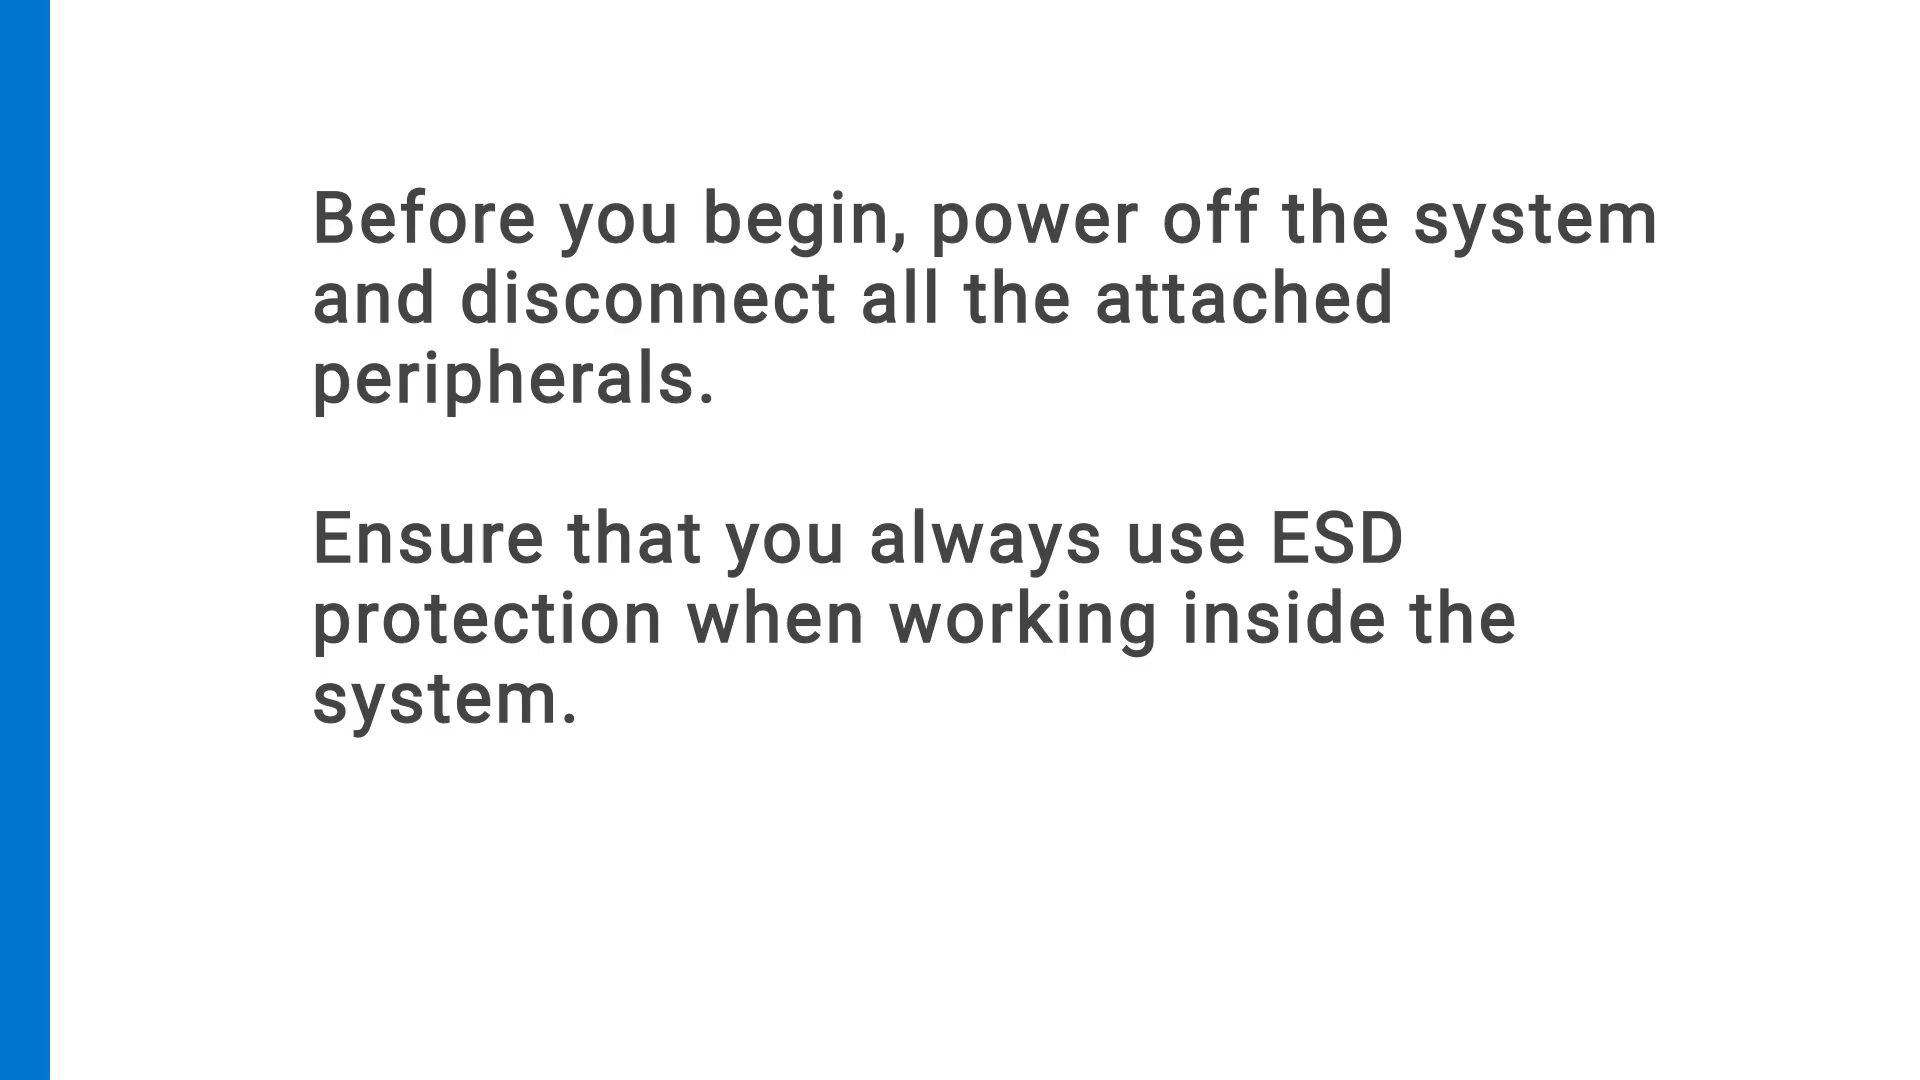 Before you begin, power off the system
and disconnect all the attached
peripherals.
Ensure that you always use ESD
protection when working inside the
system.